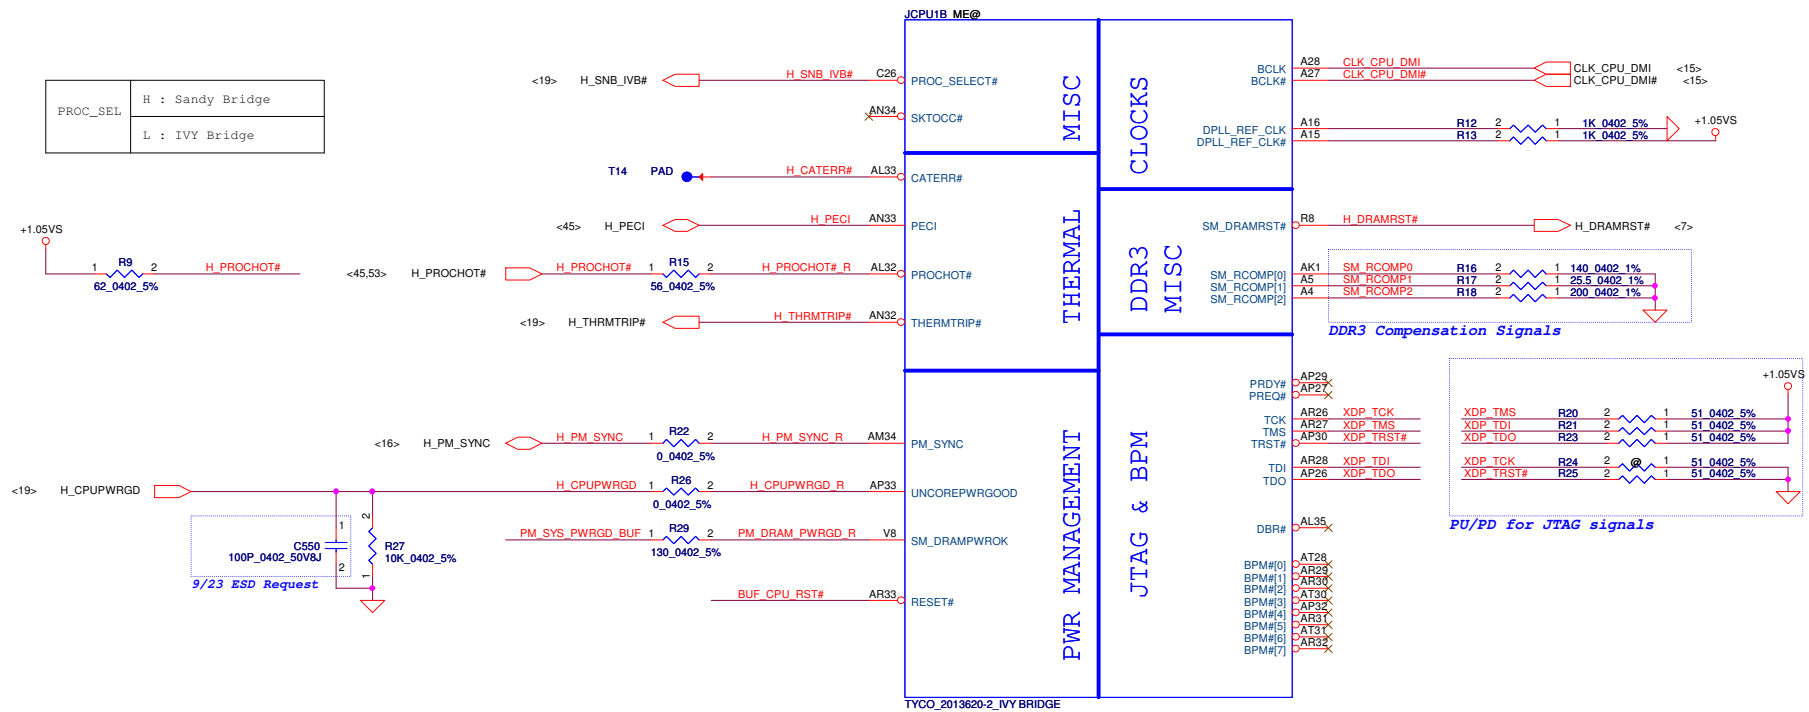 JCPU1B ME@
PROC_SEL
H : Sandy Bridge
L : IVY Bridge
<19> H_SNB_IVB# H_SNB_IVB# C26 PROC_SELECT#
AN34 SKTOCC#
MISC
T14 PAD H_CATERR# AL33 CATERR#
<45> H_PECI H_PECI AN33 PECI
+1.05VS
1 R9 2 H_PROCHOT#
62_0402_5%
<45,53> H_PROCHOT# H_PROCHOT# 1 R15 2 H_PROCHOT#_R AL32 PROCHOT#
56_0402_5%
<19> H_THRMTRIP# H_THRMTRIP# AN32 THERMTRIP#
THERMAL
<16> H_PM_SYNC H_PM_SYNC 1 R22 2 H_PM_SYNC_R AM34 PM_SYNC
0_0402_5%
<19> H_CPUPWRGD H_CPUPWRGD 1 R26 2 H_CPUPWRGD_R AP33 UNCOREPWRGOOD
0_0402_5%
PM_SYS_PWRGD_BUF 1 R29 2 PM_DRAM_PWRGD_R V8 SM_DRAMPWROK
130_0402_5%
1
C550
100P_0402_50V8J
2
2
R27
10K_0402_5%
1
9/23 ESD Request
BUF_CPU_RST# AR33 RESET#
PWR MANAGEMENT
CLOCKS
BCLK A28 CLK_CPU_DMI CLK_CPU_DMI <15>
BCLK# A27 CLK_CPU_DMI# CLK_CPU_DMI# <15>
DPLL_REF_CLK A16 R12 2 1 1K_0402_5%
DPLL_REF_CLK# A15 R13 2 1 1K_0402_5%
+1.05VS
DDR3
MISC
SM_DRAMRST# R8 H_DRAMRST# H_DRAMRST# <7>
SM_RCOMP[0] AK1 SM_RCOMP0 R16 2 1 140_0402_1%
SM_RCOMP[1] A5 SM_RCOMP1 R17 2 1 25.5_0402_1%
SM_RCOMP[2] A4 SM_RCOMP2 R18 2 1 200_0402_1%
DDR3 Compensation Signals
JTAG & BPM
PRDY# AP29
PREQ# AP27
TCK AR26 XDP_TCK
TMS AR27 XDP_TMS
TRST# AP30 XDP_TRST#
TDI AR28 XDP_TDI
TDO AP26 XDP_TDO
DBR# AL35
BPM#[0] AT28
BPM#[1] AR29
BPM#[2] AR30
BPM#[3] AT30
BPM#[4] AP32
BPM#[5] AR31
BPM#[6] AT31
BPM#[7] AR32
+1.05VS
XDP_TMS R20 2 1 51_0402_5%
XDP_TDI R21 2 1 51_0402_5%
XDP_TDO R23 2 1 51_0402_5%
XDP_TCK R24 2 @ 1 51_0402_5%
XDP_TRST# R25 2 1 51_0402_5%
PU/PD for JTAG signals
TYCO_2013620-2_IVY BRIDGE